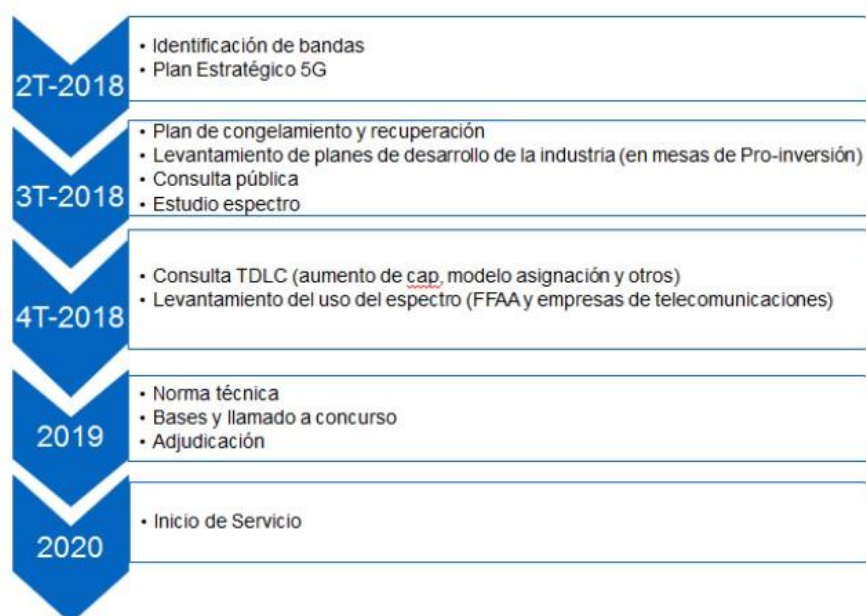 2T-2018
• Identificación de bandas
• Plan Estratégico 5G
3T-2018
• Plan de congelamiento y recuperación
• Levantamiento de planes de desarrollo de la industria (en mesas de Pro-inversión)
• Consulta pública
• Estudio espectro
4T-2018
• Consulta TDLC (aumento de cap, modelo asignación y otros)
• Levantamiento del uso del espectro (FFAA y empresas de telecomunicaciones)
2019
• Norma técnica
• Bases y llamado a concurso
• Adjudicación
2020
• Inicio de Servicio